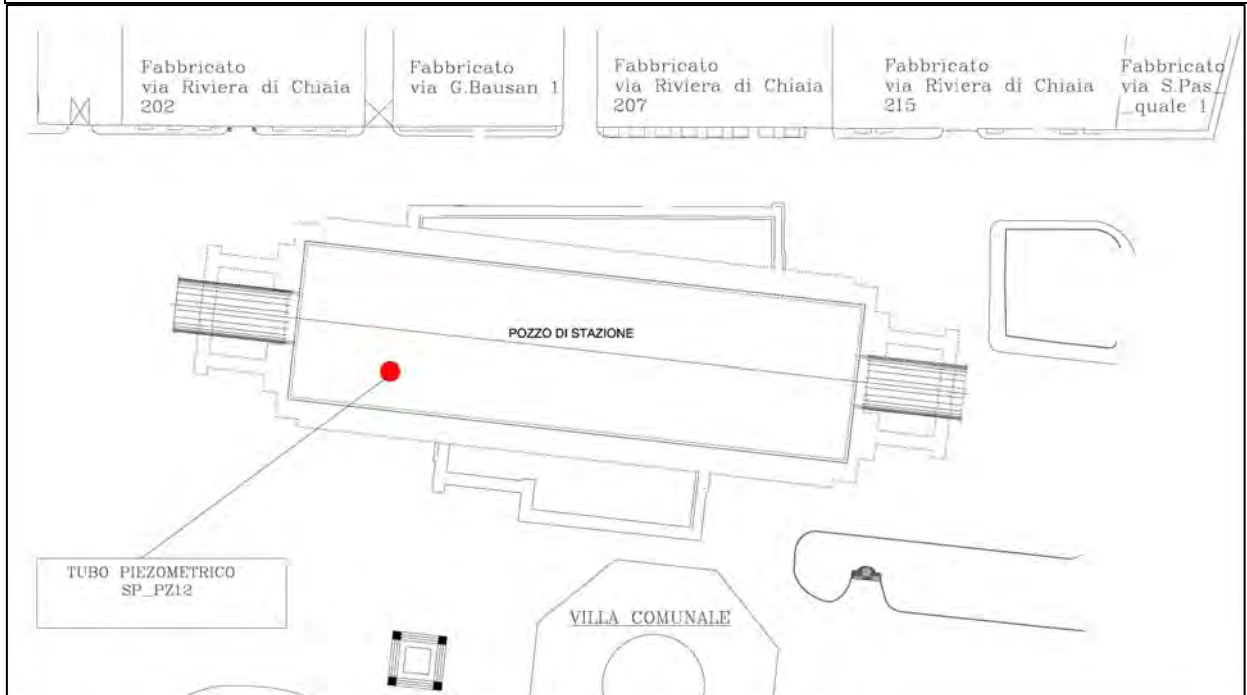 Fabbricato
via Riviera di Chiaia
202
Fabbricato
via G.Bausan 1
Fabbricato
via Riviera di Chiaia
207
Fabbricato
via Riviera di Chiaia
215
Fabbricato
via S.Pas_
_quale 1
POZZO DI STAZIONE
TUBO PIEZOMETRICO
SP_PZ12
VILLA COMUNALE